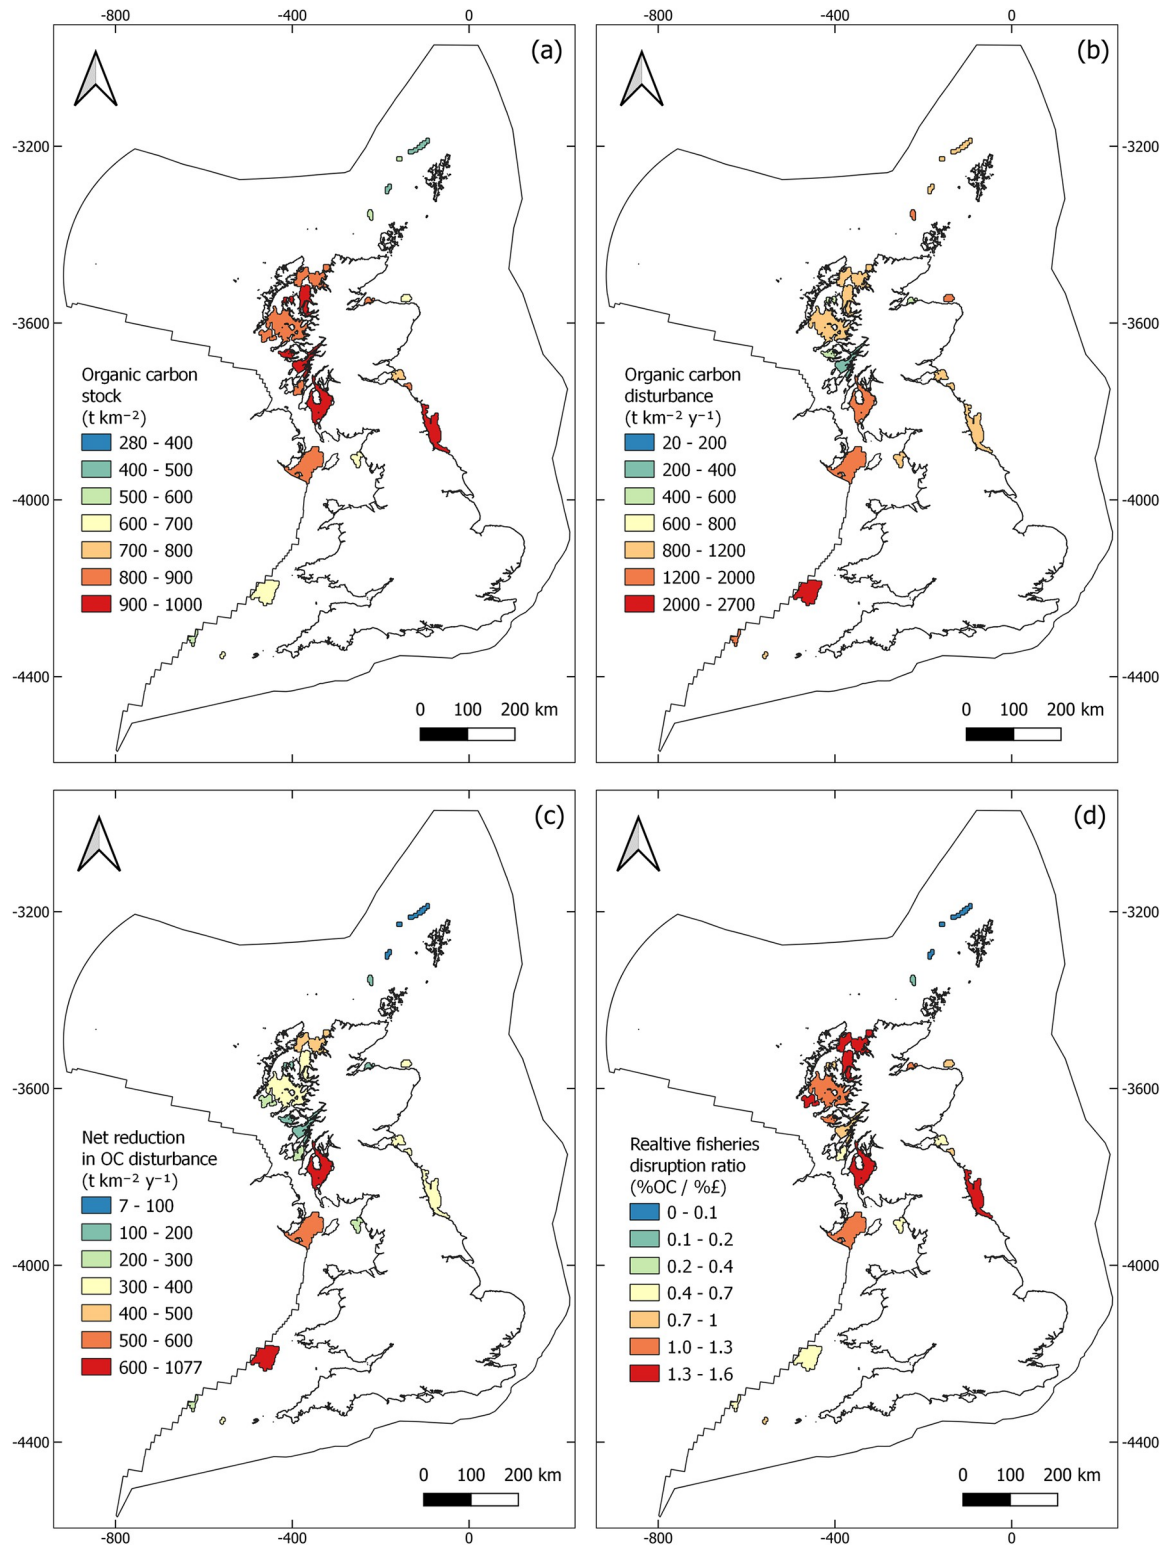 -800 -400 0 -800 -400 0
(a) (b)
-3200 -3200
-3600 -3600
Organic carbon
stock
(t km⁻²)
280 - 400
400 - 500
500 - 600
600 - 700
700 - 800
800 - 900
900 - 1000
Organic carbon
disturbance
(t km⁻² y⁻¹)
20 - 200
200 - 400
400 - 600
600 - 800
800 - 1200
1200 - 2000
2000 - 2700
-4000 -4000
-4400 -4400
0 100 200 km
0 100 200 km
(c) (d)
-3200 -3200
-3600 -3600
Net reduction
in OC disturbance
(t km⁻² y⁻¹)
7 - 100
100 - 200
200 - 300
300 - 400
400 - 500
500 - 600
600 - 1077
Realtive fisheries
disruption ratio
(%OC / %£)
0 - 0.1
0.1 - 0.2
0.2 - 0.4
0.4 - 0.7
0.7 - 1
1.0 - 1.3
1.3 - 1.6
-4000 -4000
-4400 -4400
0 100 200 km
0 100 200 km
-800 -400 0 -800 -400 0